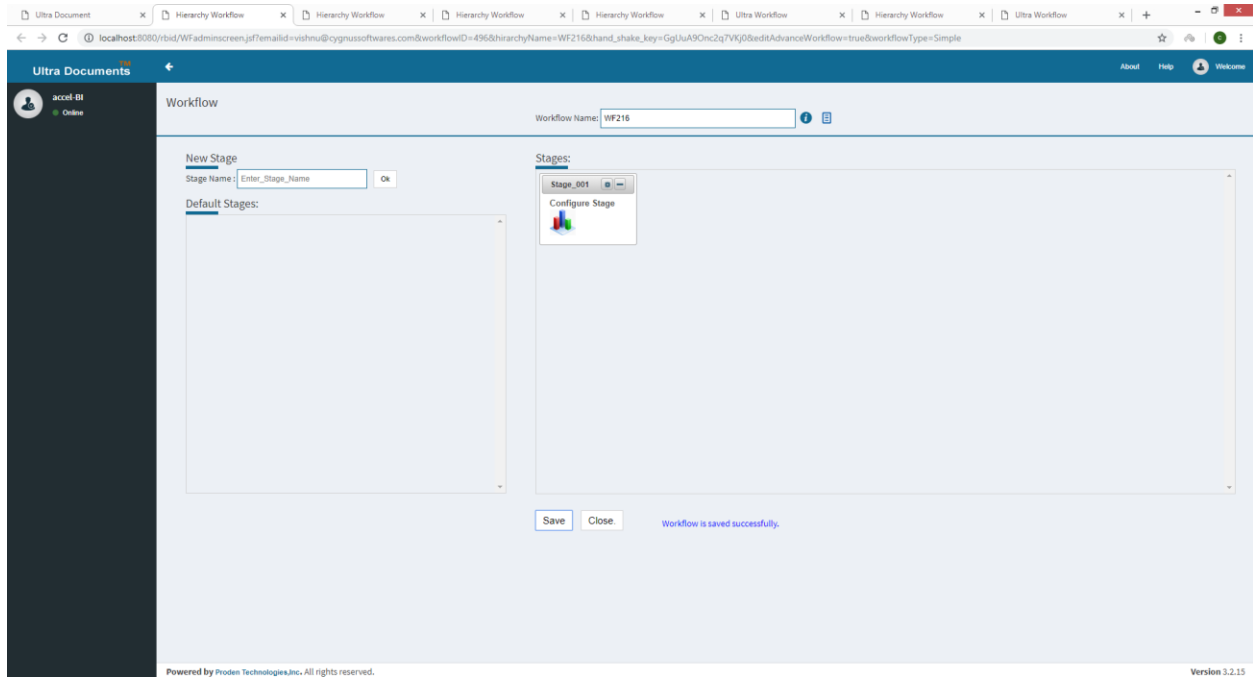 Ultra Document
Hierarchy Workflow
Hierarchy Workflow
Hierarchy Workflow
Hierarchy Workflow
Ultra Workflow
Hierarchy Workflow
Ultra Workflow
localhost:8080/rbid/WFadminscreen.jsf?emailid=vishnu@cygnussoftwares.com&workflowID=496&hirarchyName=WF216&hand_shake_key=GgUuA9Onc2q7VKj0&editAdvanceWorkflow=true&workflowType=Simple
Ultra Documents TM
About Help Welcome
accel-BI
Online
Workflow
Workflow Name: WF216
New Stage
Stage Name : Enter_Stage_Name Ok
Default Stages:
Stages:
Stage_001
Configure Stage
Save Close.
Workflow is saved successfully.
Powered by Proden Technologies,Inc. All rights reserved.
Version 3.2.15